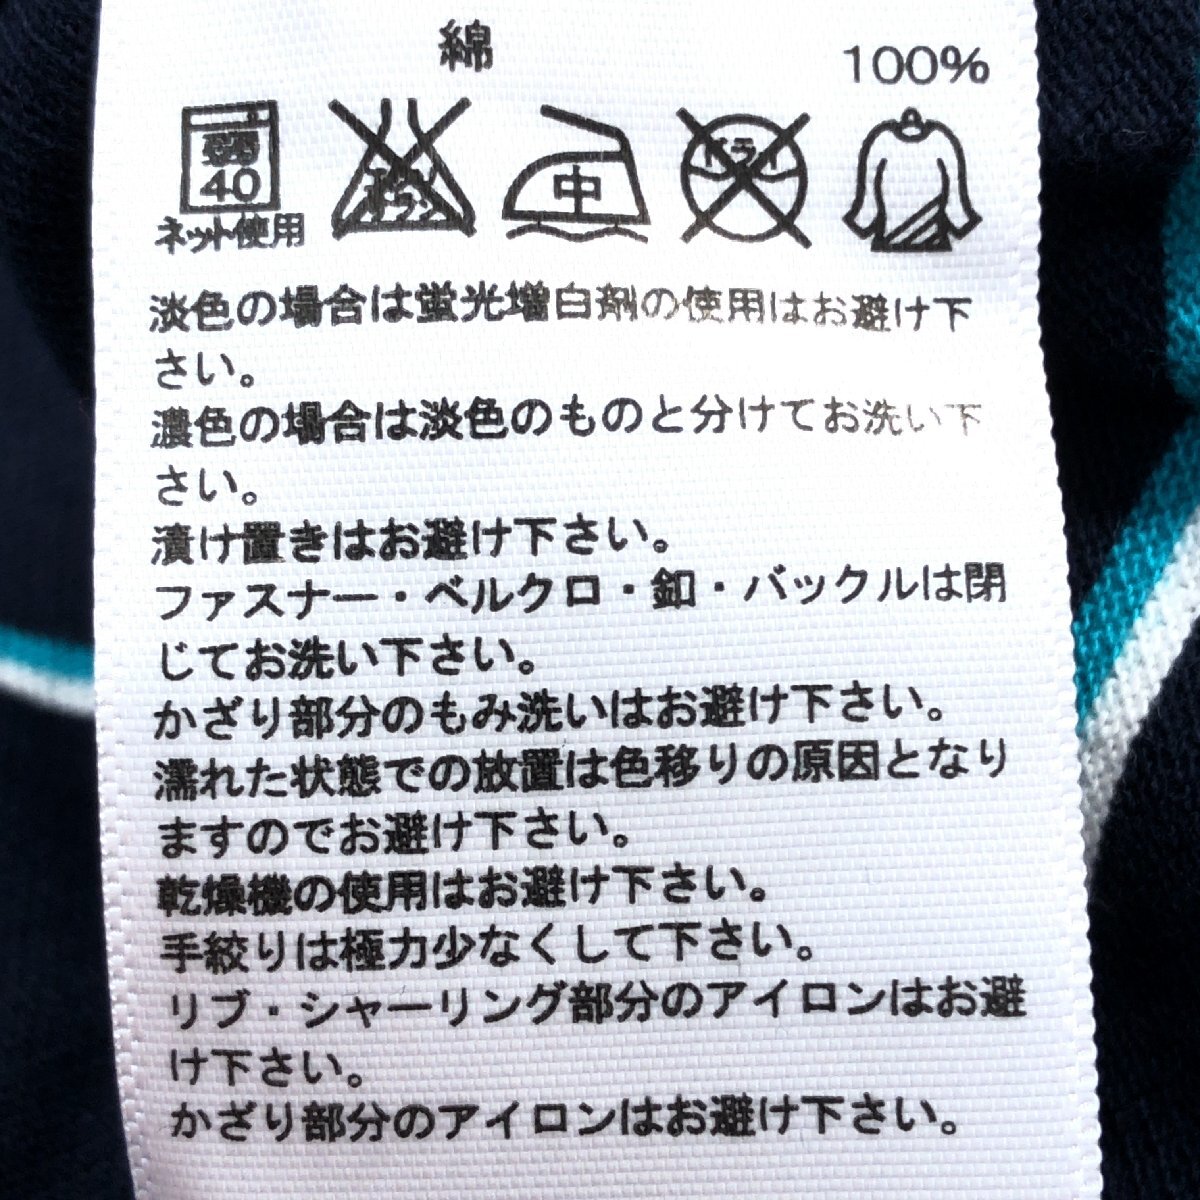 綿
100%
弱
40
ネット使用
エンソ
サラシ
中
ドライ
淡色の場合は蛍光増白剤の使用はお避け下
さい。
濃色の場合は淡色のものと分けてお洗い下
さい。
漬け置きはお避け下さい。
ファスナー・ベルクロ・釦・バックルは閉
じてお洗い下さい。
かざり部分のもみ洗いはお避け下さい。
濡れた状態での放置は色移りの原因となり
ますのでお避け下さい。
乾燥機の使用はお避け下さい。
手絞りは極力少なくして下さい。
リブ・シャーリング部分のアイロンはお避
け下さい。
かざり部分のアイロンはお避け下さい。